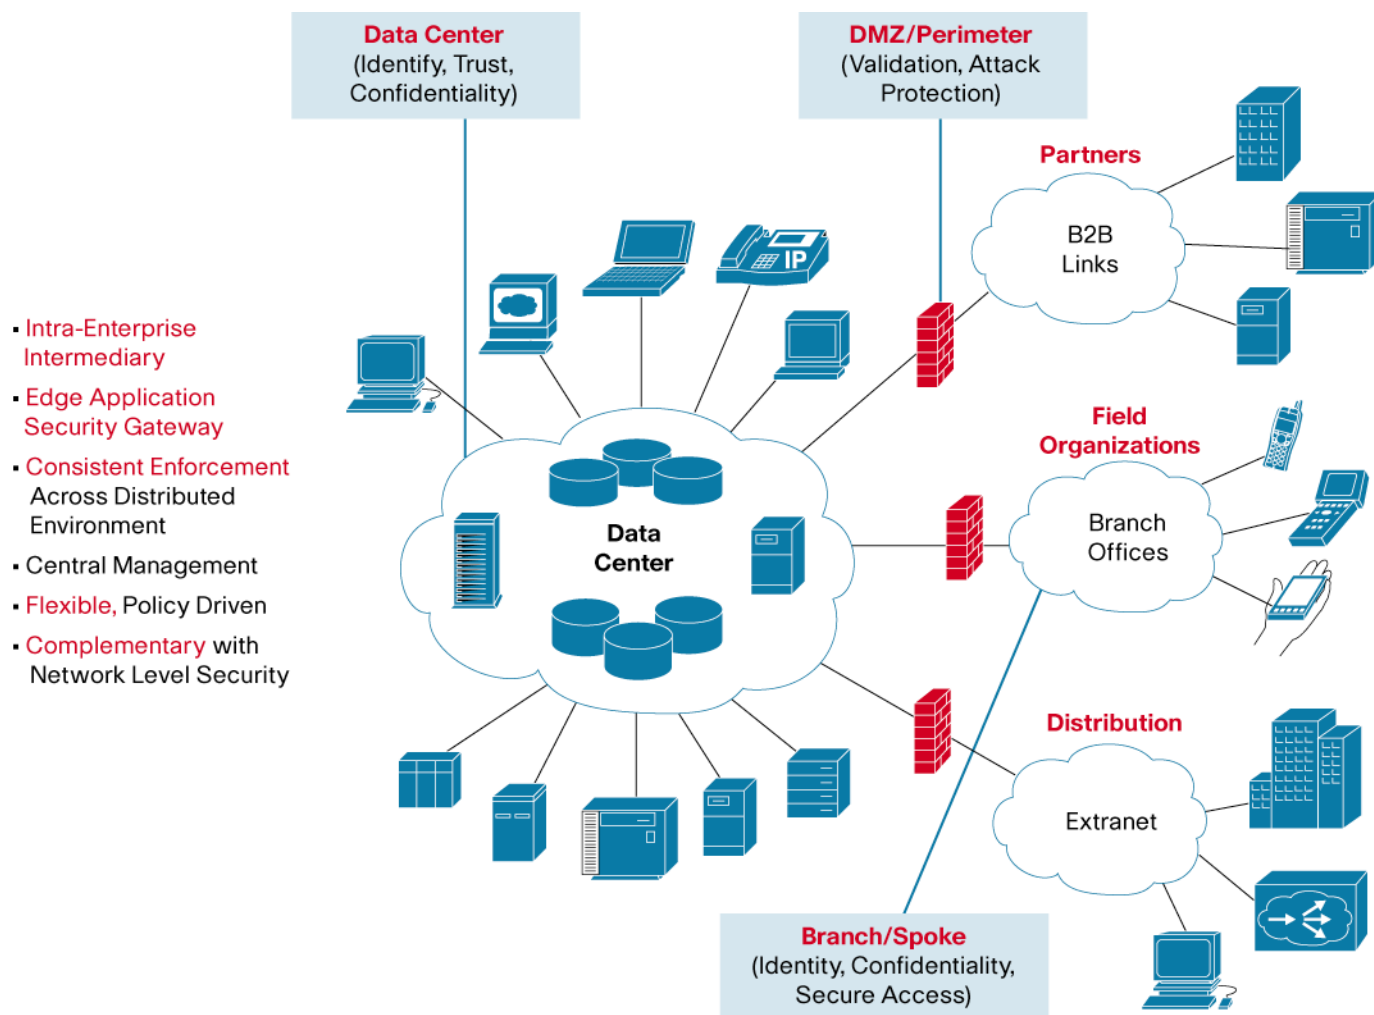 Data Center
(Identify, Trust,
Confidentiality)
DMZ/Perimeter
(Validation, Attack
Protection)
Partners
B2B
Links
IP
▪ Intra-Enterprise
Intermediary
▪ Edge Application
Security Gateway
▪ Consistent Enforcement
Across Distributed
Environment
▪ Central Management
▪ Flexible, Policy Driven
▪ Complementary with
Network Level Security
Data
Center
Field
Organizations
Branch
Offices
Distribution
Extranet
Branch/Spoke
(Identity, Confidentiality,
Secure Access)